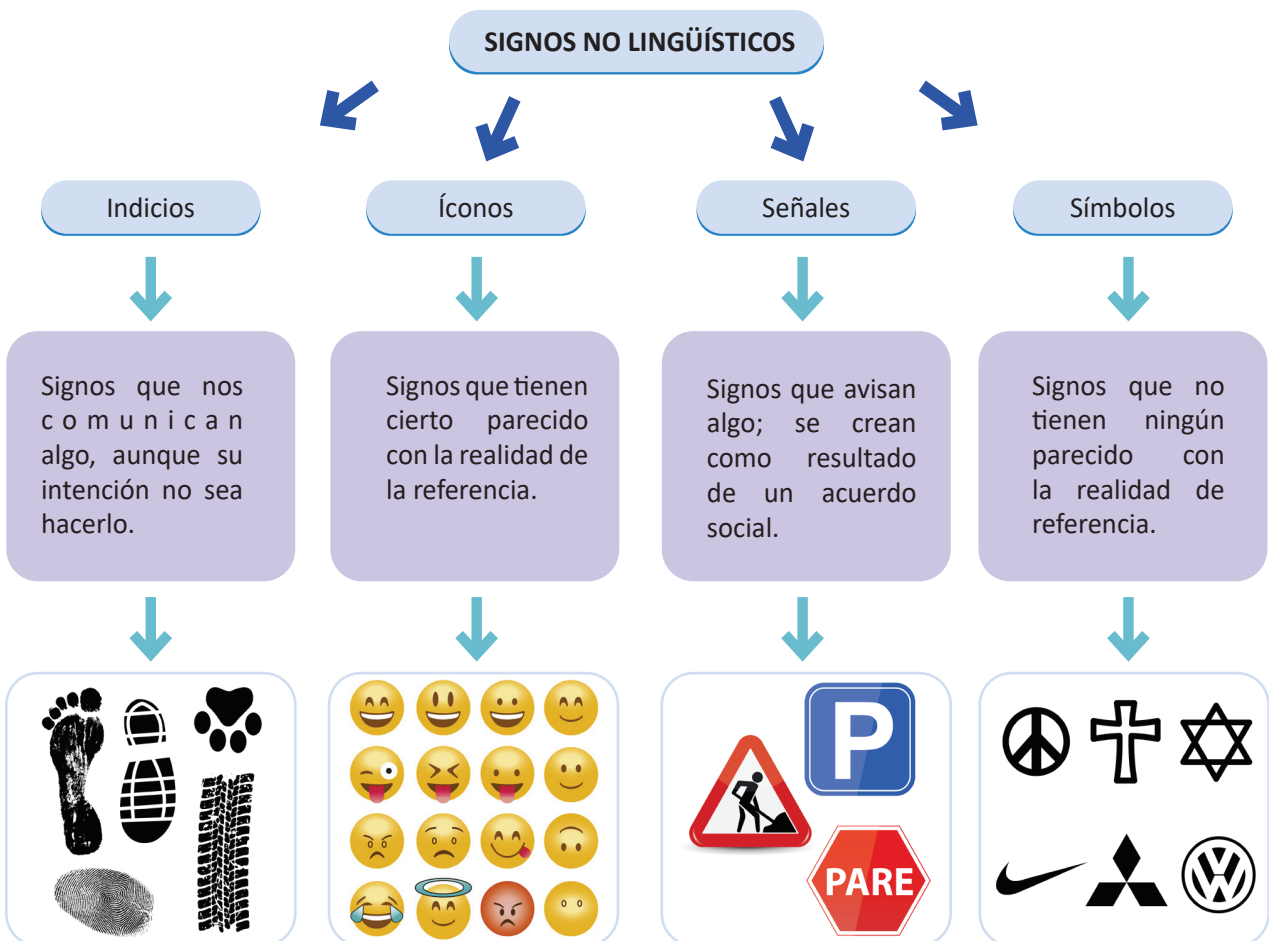 SIGNOS NO LINGÜÍSTICOS
Indicios
Íconos
Señales
Símbolos
Signos que nos
comunican
algo, aunque su
intención no sea
hacerlo.
Signos que tienen
cierto parecido
con la realidad de
la referencia.
Signos que avisan
algo; se crean
como resultado
de un acuerdo
social.
Signos que no
tienen ningún
parecido con
la realidad de
referencia.
P
PARE
VW